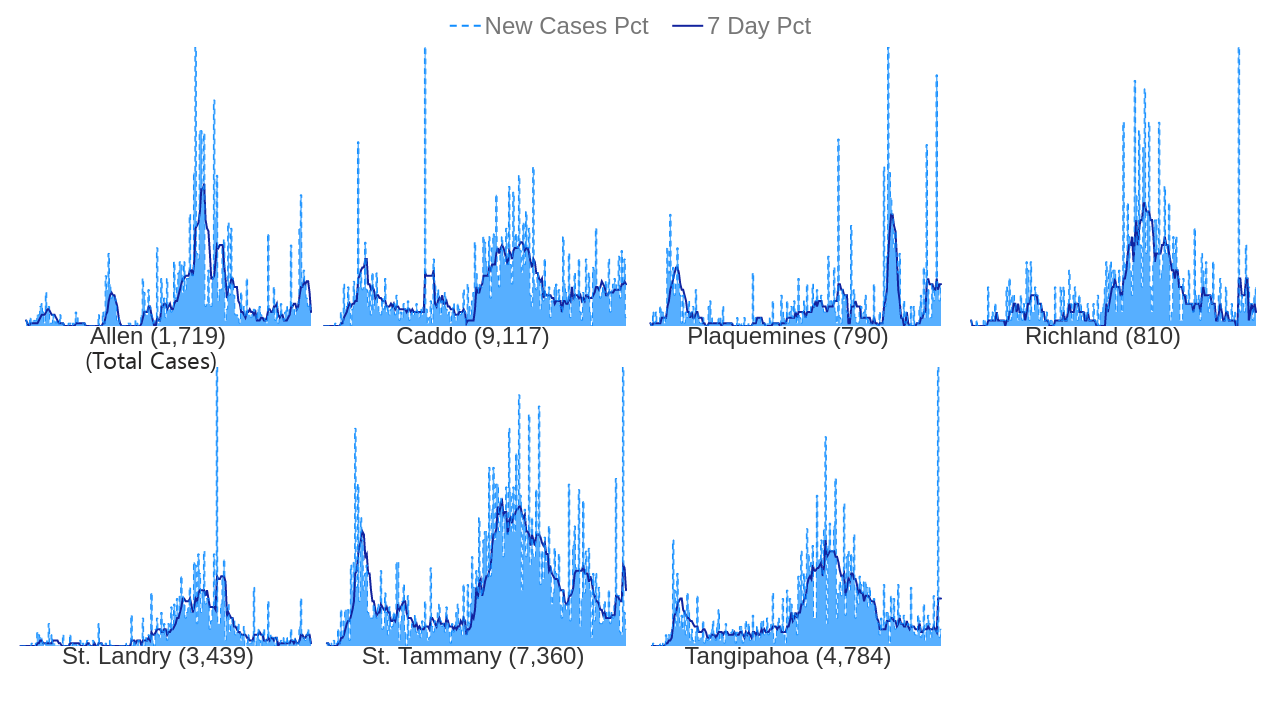 New Cases Pct 7 Day Pct
Allen (1,719) Caddo (9,117) Plaquemines (790) Richland (810)
(Total Cases)
St. Landry (3,439) St. Tammany (7,360) Tangipahoa (4,784)